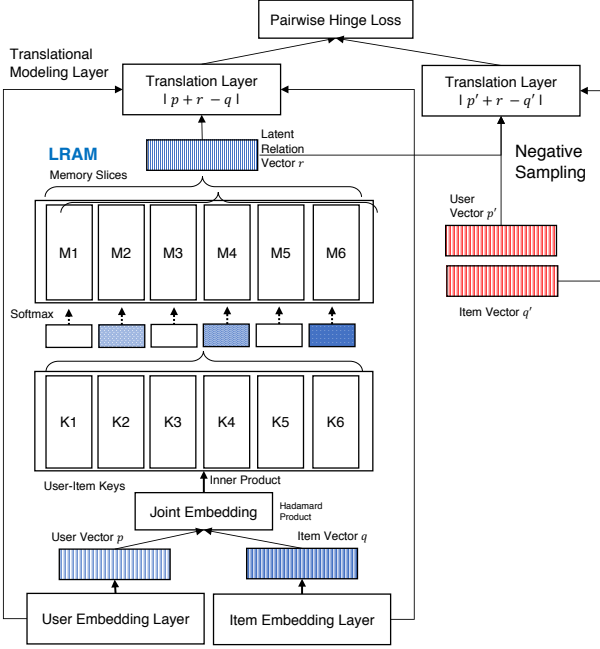 Pairwise Hinge Loss
Translational
Modeling Layer
Translation Layer
| p + r − q |
Translation Layer
| p′ + r − q′ |
Latent
Relation
Vector r
LRAM
Memory Slices
Negative
Sampling
User
Vector p′
Item Vector q′
M1 M2 M3 M4 M5 M6
Softmax
K1 K2 K3 K4 K5 K6
User-Item Keys
Inner Product
Joint Embedding
Hadamard
Product
User Vector p
Item Vector q
User Embedding Layer
Item Embedding Layer